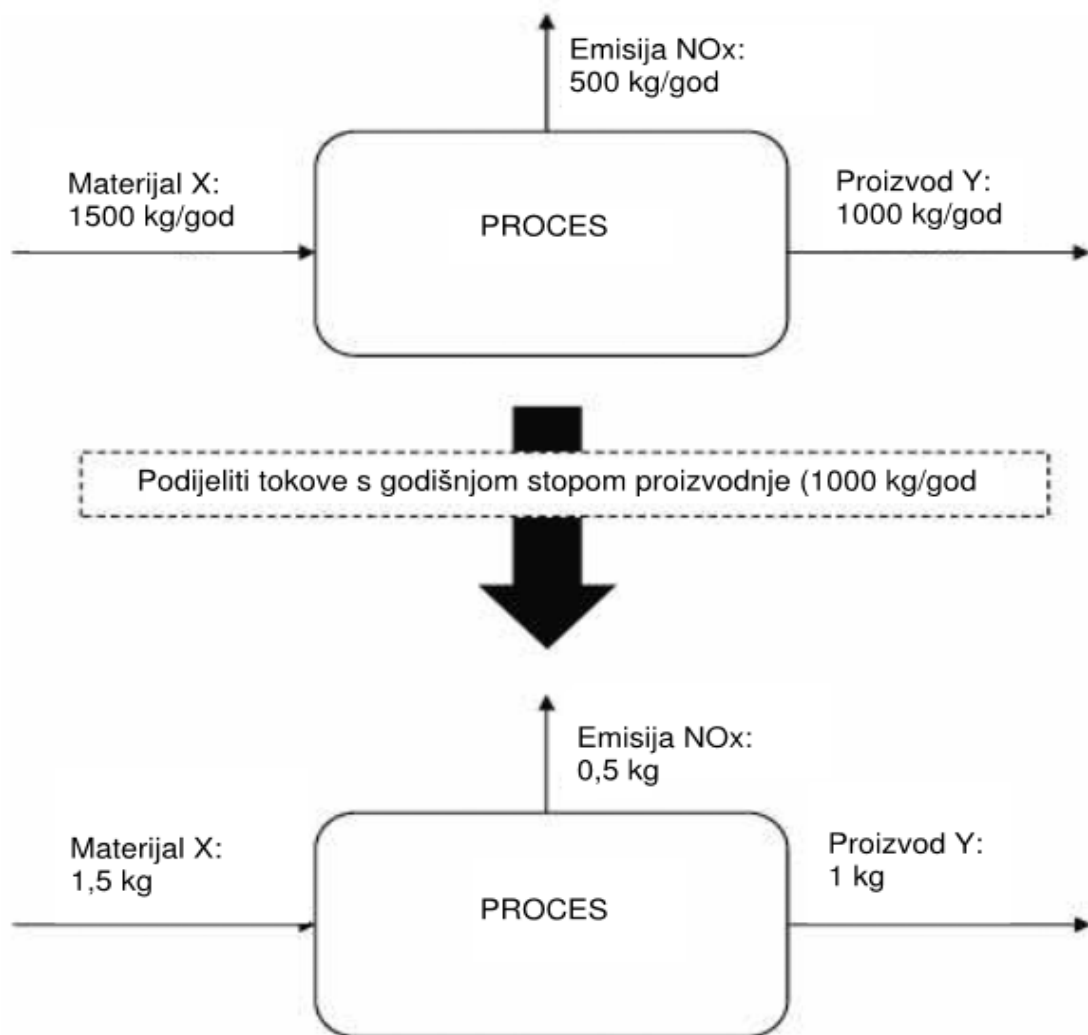 Emisija NOx:
500 kg/god
Materijal X:
1500 kg/god
PROCES
Proizvod Y:
1000 kg/god
Podijeliti tokove s godišnjom stopom proizvodnje (1000 kg/god
Emisija NOx:
0,5 kg
Materijal X:
1,5 kg
PROCES
Proizvod Y:
1 kg